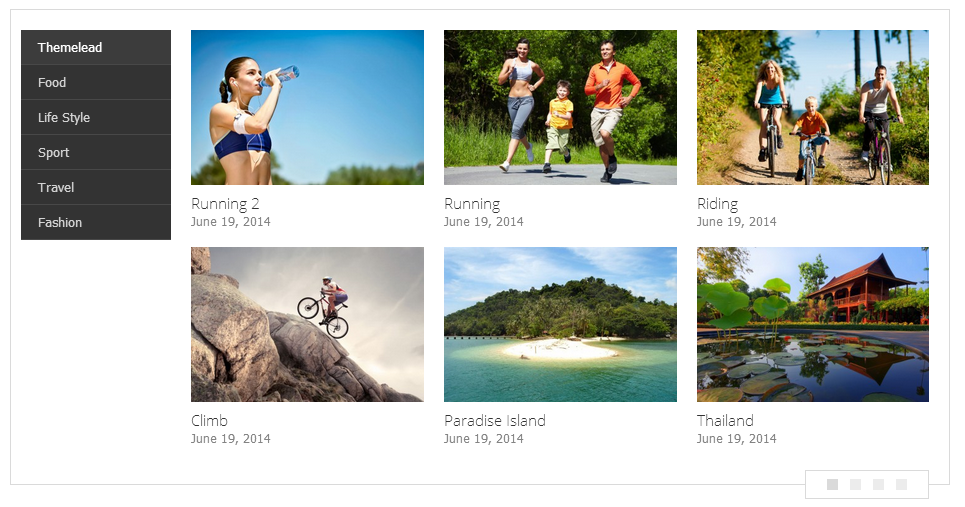 Themelead
Food
Life Style
Sport
Travel
Fashion
Running 2
June 19, 2014
Running
June 19, 2014
Riding
June 19, 2014
Climb
June 19, 2014
Paradise Island
June 19, 2014
Thailand
June 19, 2014